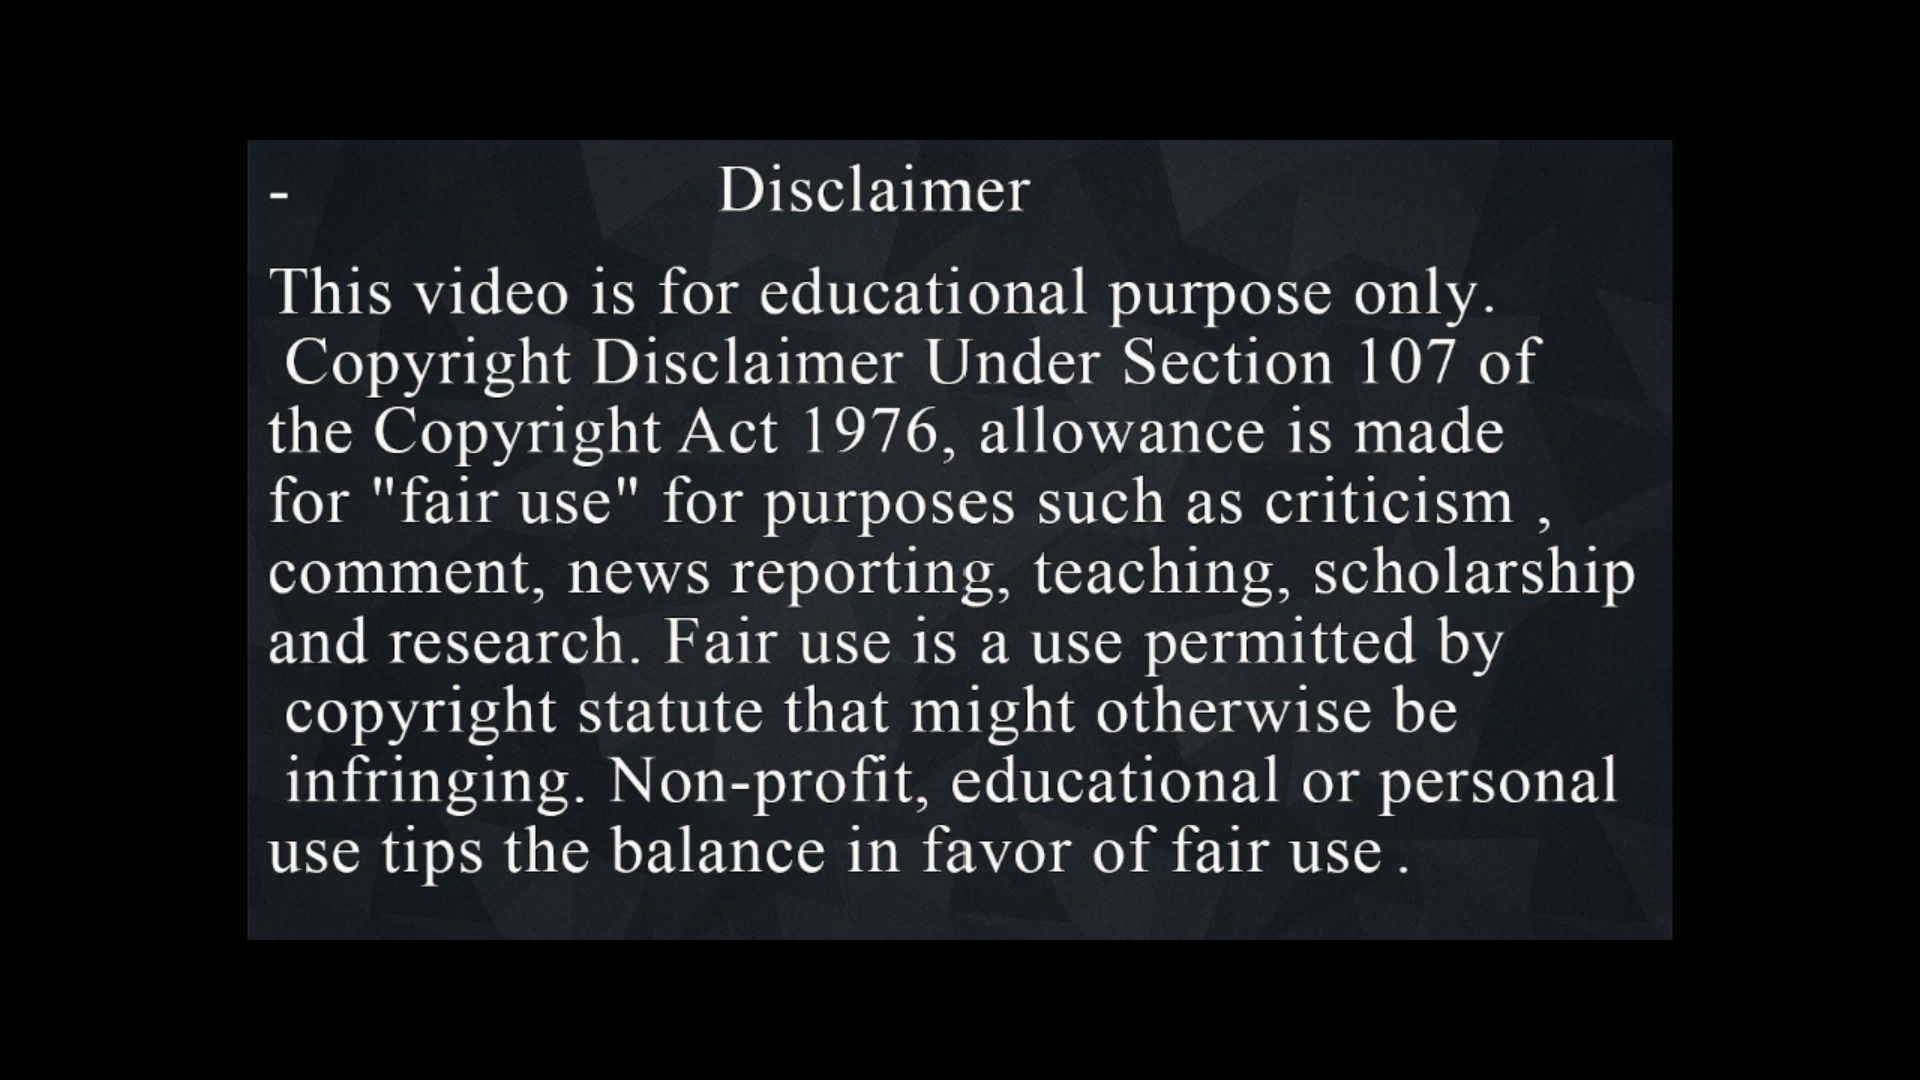 - Disclaimer
This video is for educational purpose only.
Copyright Disclaimer Under Section 107 of
the Copyright Act 1976, allowance is made
for "fair use" for purposes such as criticism ,
comment, news reporting, teaching, scholarship
and research. Fair use is a use permitted by
copyright statute that might otherwise be
infringing. Non-profit, educational or personal
use tips the balance in favor of fair use .